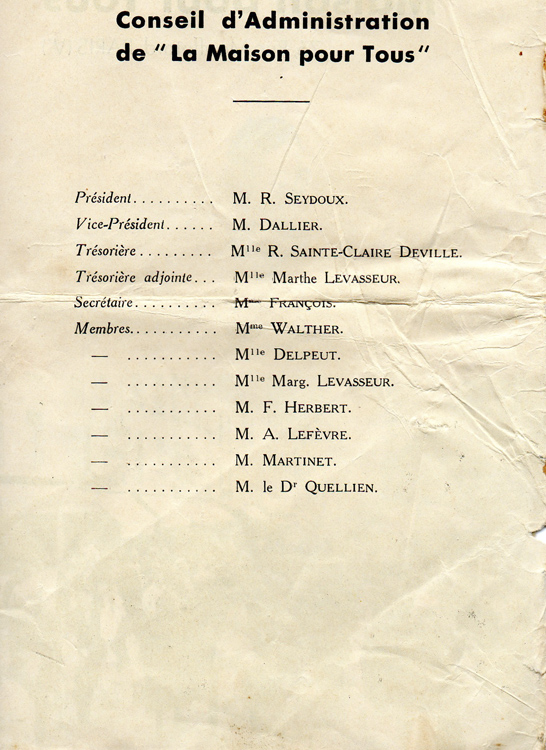 Conseil d'Administration
de "La Maison pour Tous"
Président.......... M. R. SEYDOUX.
Vice-Président...... M. DALLIER.
Trésorière......... Mlle R. SAINTE-CLAIRE DEVILLE.
Trésorière adjointe... Mlle Marthe LEVASSEUR.
Secrétaire.......... Mme FRANÇOIS.
Membres........... Mme WALTHER.
— ........... Mlle DELPEUT.
— ........... Mlle Marg. LEVASSEUR.
— ........... M. F. HERBERT.
— ........... M. A. LEFÈVRE.
— ........... M. MARTINET.
— ........... M. le Dr QUELLIEN.